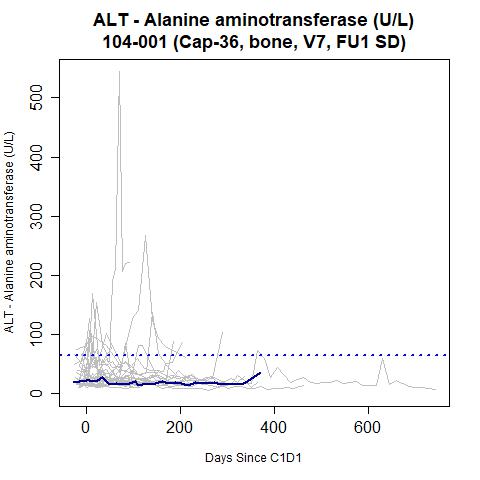 ALT - Alanine aminotransferase (U/L)
104-001 (Cap-36, bone, V7, FU1 SD)
ALT - Alanine aminotransferase (U/L)
500
400
300
200
100
0
0 200 400 600
Days Since C1D1